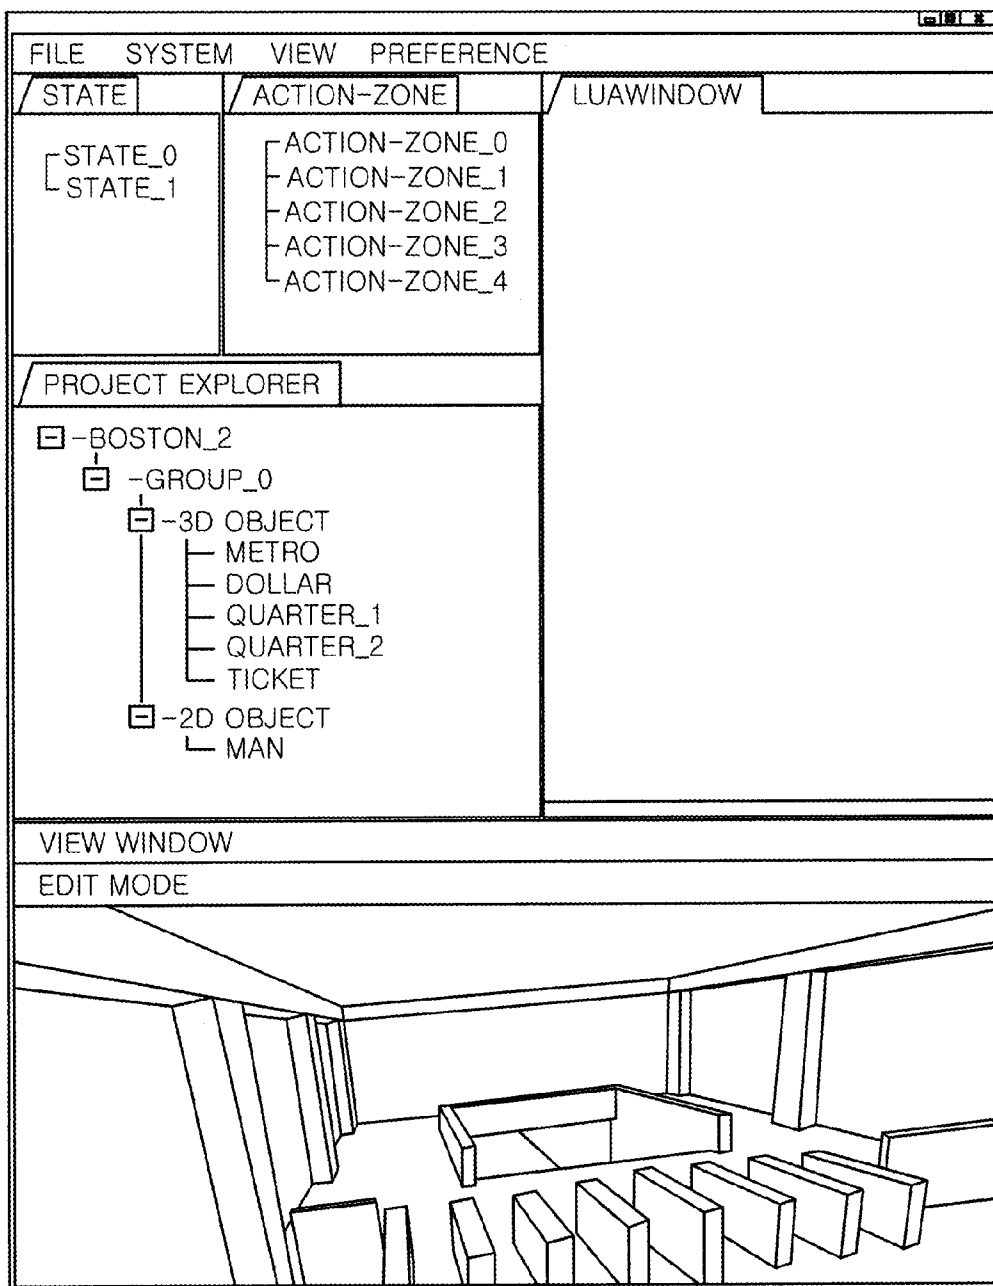 FILE SYSTEM VIEW PREFERENCE
STATE
STATE_0
STATE_1
ACTION-ZONE
ACTION-ZONE_0
ACTION-ZONE_1
ACTION-ZONE_2
ACTION-ZONE_3
ACTION-ZONE_4
LUAWINDOW
PROJECT EXPLORER
-BOSTON_2
-GROUP_0
-3D OBJECT
METRO
DOLLAR
QUARTER_1
QUARTER_2
TICKET
-2D OBJECT
MAN
VIEW WINDOW
EDIT MODE